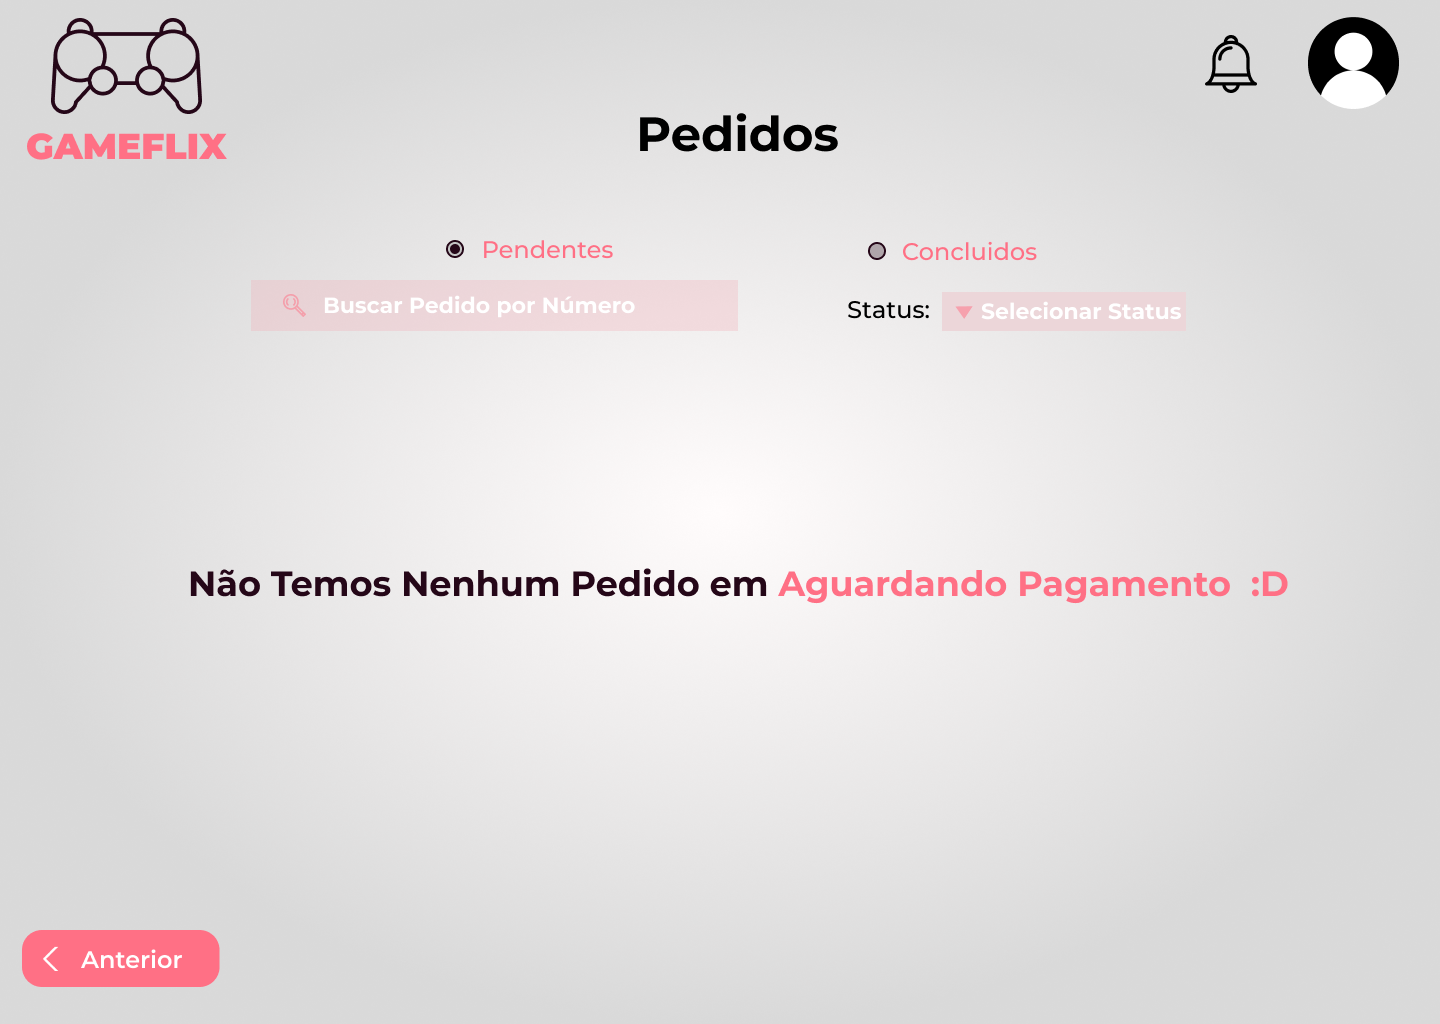 GAMEFLIX
Pedidos
Pendentes
Concluidos
Buscar Pedido por Número
Status:
Selecionar Status
Não Temos Nenhum Pedido em Aguardando Pagamento :D
Anterior